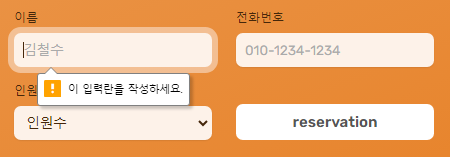 이름
전화번호
김철수
010-1234-1234
이 입력란을 작성하세요.
인원
인원수
reservation